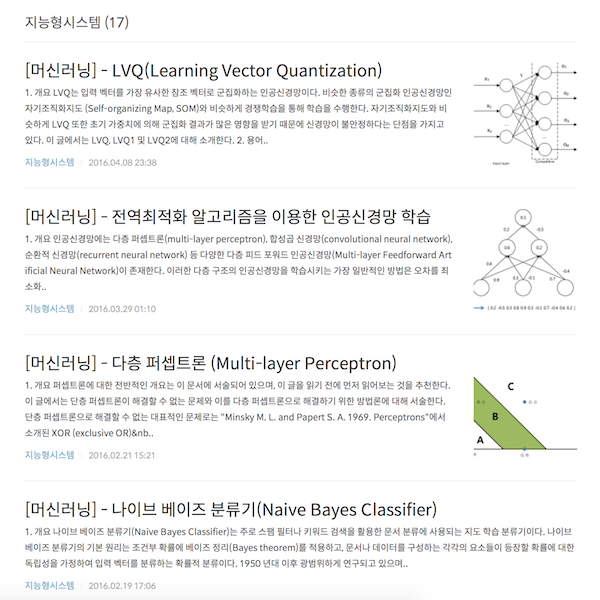 지능형시스템 (17)
[머신러닝] - LVQ(Learning Vector Quantization)
1. 개요 LVQ는 입력 벡터를 가장 유사한 참조 벡터로 군집화하는 인공신경망이다. 비슷한 종류의 군집화 인공신경망인
자기조직화지도 (Self-organizing Map, SOM)와 비슷하게 경쟁학습을 통해 학습을 수행한다. 자기조직화지도와 비
슷하게 LVQ 또한 초기 가중치에 의해 군집화 결과가 많은 영향을 받기 때문에 신경망이 불안정하다는 단점을 가지고
있다. 이 글에서는 LVQ, LVQ1 및 LVQ2에 대해 소개한다. 2. 용어..
지능형시스템 2016.04.08 23:38
Input layer
[머신러닝] - 전역최적화 알고리즘을 이용한 인공신경망 학습
1. 개요 인공신경망에는 다층 퍼셉트론(multi-layer perceptron), 합성곱 신경망(convolutional neural network),
순환적 신경망(recurrent neural network) 등 다양한 다층 피드 포워드 인공신경망(Multi-layer Feedforward Art
ificial Neural Network)이 존재한다. 이러한 다층 구조의 인공신경망을 학습시키는 가장 일반적인 방법은 오차를 최
소화..
지능형시스템 2016.03.29 01:10
[머신러닝] - 다층 퍼셉트론 (Multi-layer Perceptron)
1. 개요 퍼셉트론에 대한 전반적인 개요는 이 문서에 서술되어 있으며, 이 글을 읽기 전에 먼저 읽어보는 것을 추천한다.
이 글에서는 단층 퍼셉트론이 해결할 수 없는 문제와 이를 다층 퍼셉트론으로 해결하기 위한 방법론에 대해 서술한다.
단층 퍼셉트론으로 해결할 수 없는 대표적인 문제로는 "Minsky M. L. and Papert S. A. 1969. Perceptrons"에서
소개된 XOR (exclusive OR)&nb..
지능형시스템 2016.02.21 15:21
C
B
A
[머신러닝] - 나이브 베이즈 분류기(Naive Bayes Classifier)
1. 개요 나이브 베이즈 분류기(Naive Bayes Classifier)는 주로 스팸 필터나 키워드 검색을 활용한 문서 분류에 사용되는 지도 학습 분류기이다. 나이브
베이즈 분류기의 기본 원리는 조건부 확률에 베이즈 정리(Bayes theorem)를 적용하고, 문서나 데이터를 구성하는 각각의 요소들이 등장할 확률에 대한
독립성을 가정하여 입력 벡터를 분류하는 확률적 분류이다. 1950 년대 이후 광범위하게 연구되고 있으며..
지능형시스템 2016.02.19 17:06